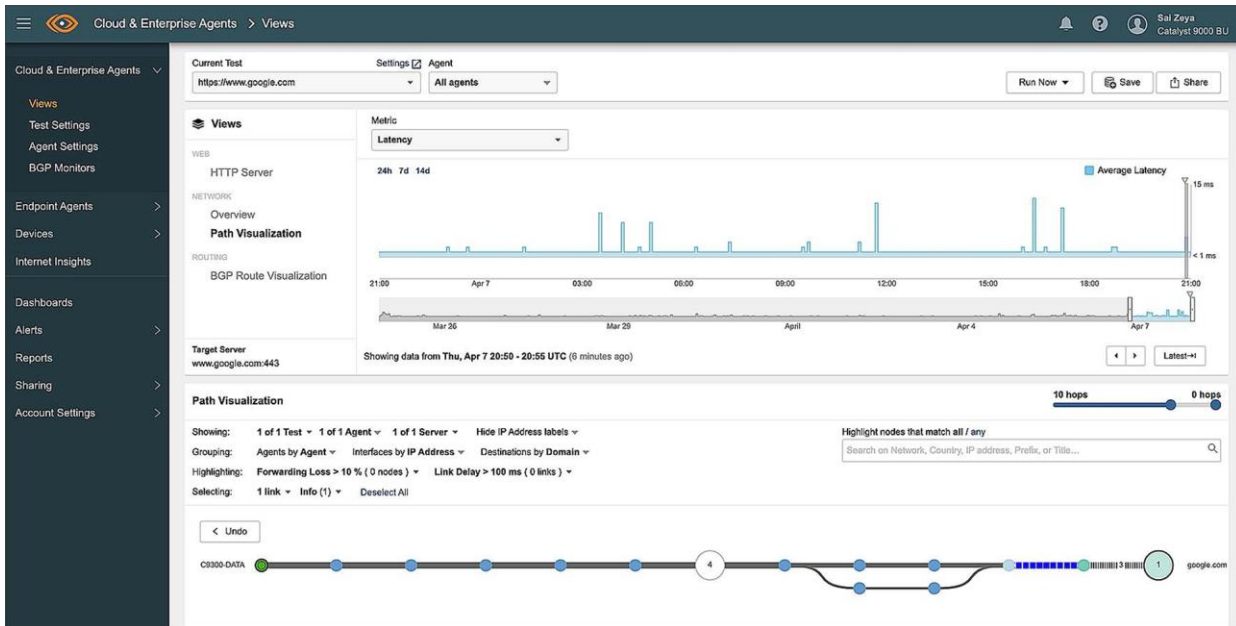 Cloud & Enterprise Agents > Views
Sai Zeya
Catalyst 9000 BU
Cloud & Enterprise Agents
Views
Test Settings
Agent Settings
BGP Monitors
Endpoint Agents
Devices
Internet Insights
Dashboards
Alerts
Reports
Sharing
Account Settings
Current Test
Settings
Agent
https://www.google.com
All agents
Run Now
Save
Share
Views
WEB
HTTP Server
NETWORK
Overview
Path Visualization
ROUTING
BGP Route Visualization
Target Server
www.google.com:443
Metric
Latency
24h 7d 14d
Average Latency
15 ms
< 1 ms
21:00 Apr 7 03:00 06:00 09:00 12:00 15:00 18:00 21:00
Mar 26 Mar 29 April Apr 4 Apr 7
Showing data from Thu, Apr 7 20:50 - 20:55 UTC (6 minutes ago)
Latest
Path Visualization
10 hops 0 hops
Showing: 1 of 1 Test 1 of 1 Agent 1 of 1 Server Hide IP Address labels
Grouping: Agents by Agent Interfaces by IP Address Destinations by Domain
Highlighting: Forwarding Loss > 10 % ( 0 nodes ) Link Delay > 100 ms ( 0 links )
Selecting: 1 link Info (1) Deselect All
Highlight nodes that match all / any
Search on Network, Country, IP address, Prefix, or Title...
< Undo
C9300-DATA 4 3 1 google.com